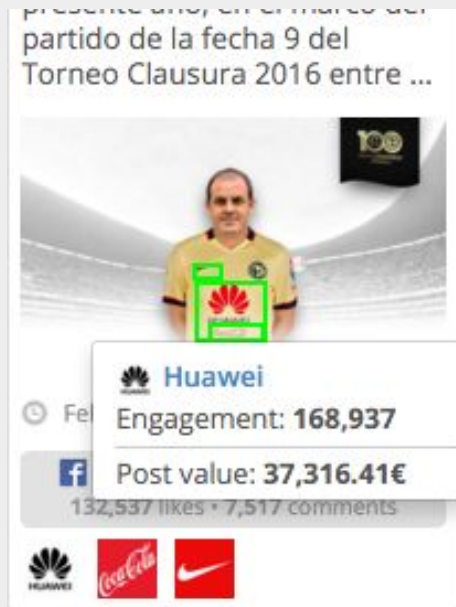 partido de la fecha 9 del
Torneo Clausura 2016 entre ...
100
HUAWEI
Huawei
Engagement: 168,937
Post value: 37,316.41€
132,537 likes • 7,517 comments
HUAWEI
Coca-Cola